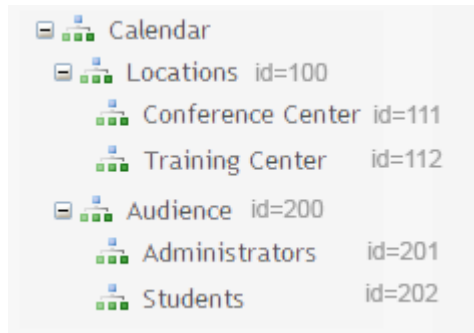 Calendar
Locations id=100
Conference Center id=111
Training Center id=112
Audience id=200
Administrators id=201
Students id=202